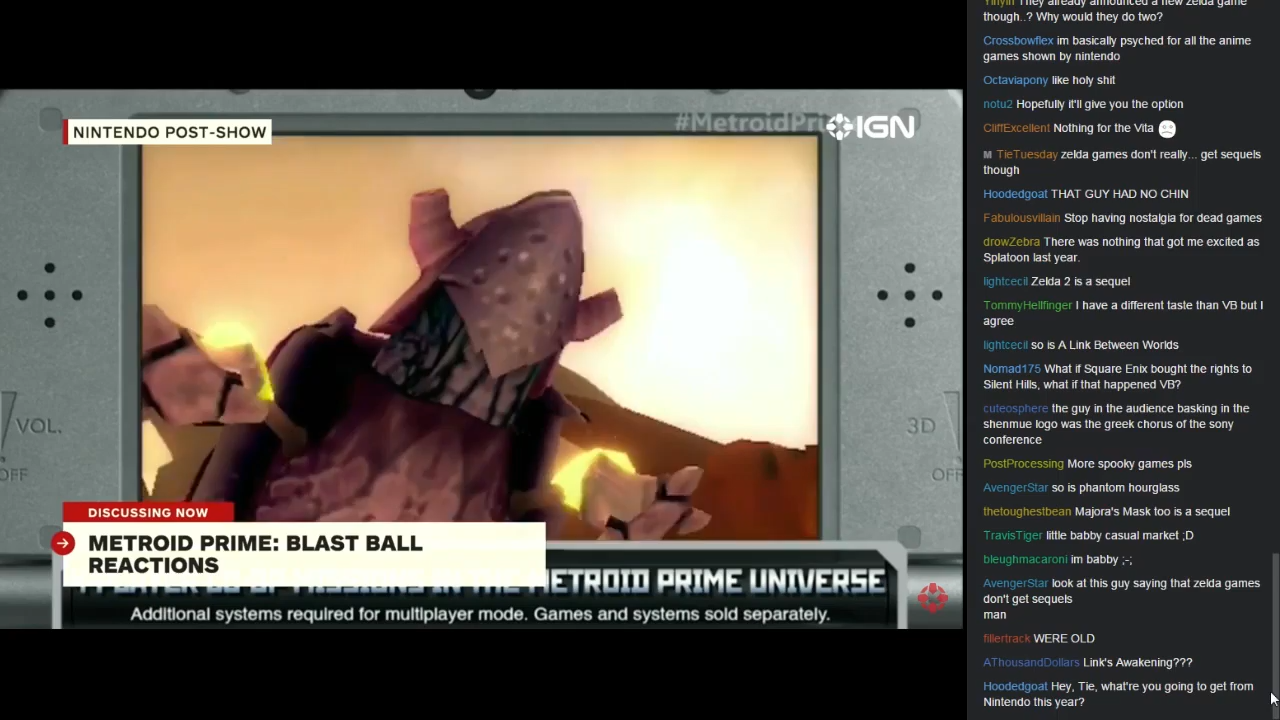 NINTENDO POST-SHOW
#MetroidPri
IGN
VOL.
OFF
3D
OFF
DISCUSSING NOW
METROID PRIME: BLAST BALL
REACTIONS
MISSIONS IN THE METROID PRIME UNIVERSE
Additional systems required for multiplayer mode. Games and systems sold separately.
Yinyin They already announced a new zelda game
though..? Why would they do two?
Crossbowflex im basically psyched for all the anime
games shown by nintendo
Octaviapony like holy shit
notu2 Hopefully it'll give you the option
CliffExcellent Nothing for the Vita
M TieTuesday zelda games don't really... get sequels
though
Hoodedgoat THAT GUY HAD NO CHIN
Fabulousvillain Stop having nostalgia for dead games
drowZebra There was nothing that got me excited as
Splatoon last year.
lightcecil Zelda 2 is a sequel
TommyHellfinger I have a different taste than VB but I
agree
lightcecil so is A Link Between Worlds
Nomad175 What if Square Enix bought the rights to
Silent Hills, what if that happened VB?
cuteosphere the guy in the audience basking in the
shenmue logo was the greek chorus of the sony
conference
PostProcessing More spooky games pls
AvengerStar so is phantom hourglass
thetoughestbean Majora's Mask too is a sequel
TravisTiger little babby casual market ;D
bleughmacaroni im babby ;-;
AvengerStar look at this guy saying that zelda games
don't get sequels
man
fillertrack WERE OLD
AThousandDollars Link's Awakening???
Hoodedgoat Hey, Tie, what're you going to get from
Nintendo this year?